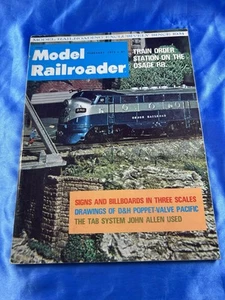 Model
Railroader
TRAIN ORDER
STATION ON THE
OSAGE RR.
SIGNS AND BILLBOARDS IN THREE SCALES
DRAWINGS OF D&H POPPET-VALVE PACIFIC
THE TAB SYSTEM JOHN ALLEN USED